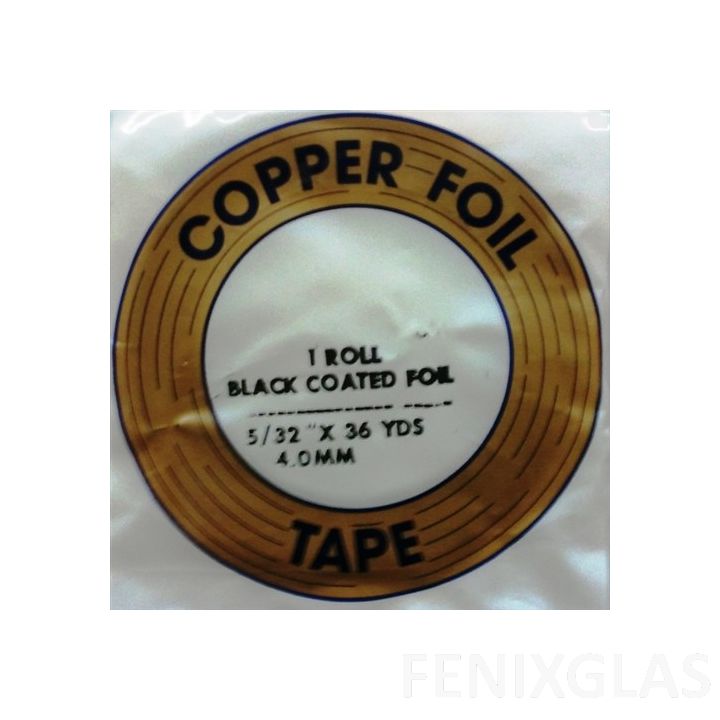 COPPER FOIL
1 ROLL
BLACK COATED FOIL
5/32" X 36 YDS
4.0MM
TAPE
FENIXGLAS